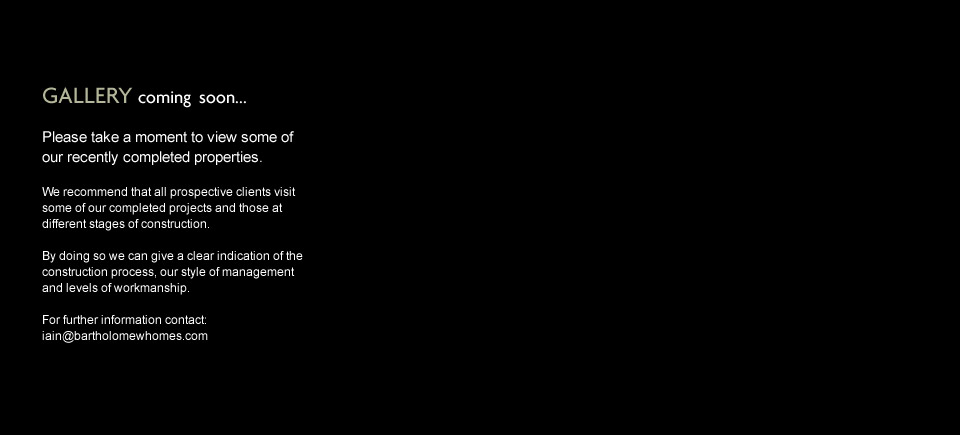 GALLERY coming soon...
Please take a moment to view some of
our recently completed properties.
We recommend that all prospective clients visit
some of our completed projects and those at
different stages of construction.
By doing so we can give a clear indication of the
construction process, our style of management
and levels of workmanship.
For further information contact:
iain@bartholomewhomes.com